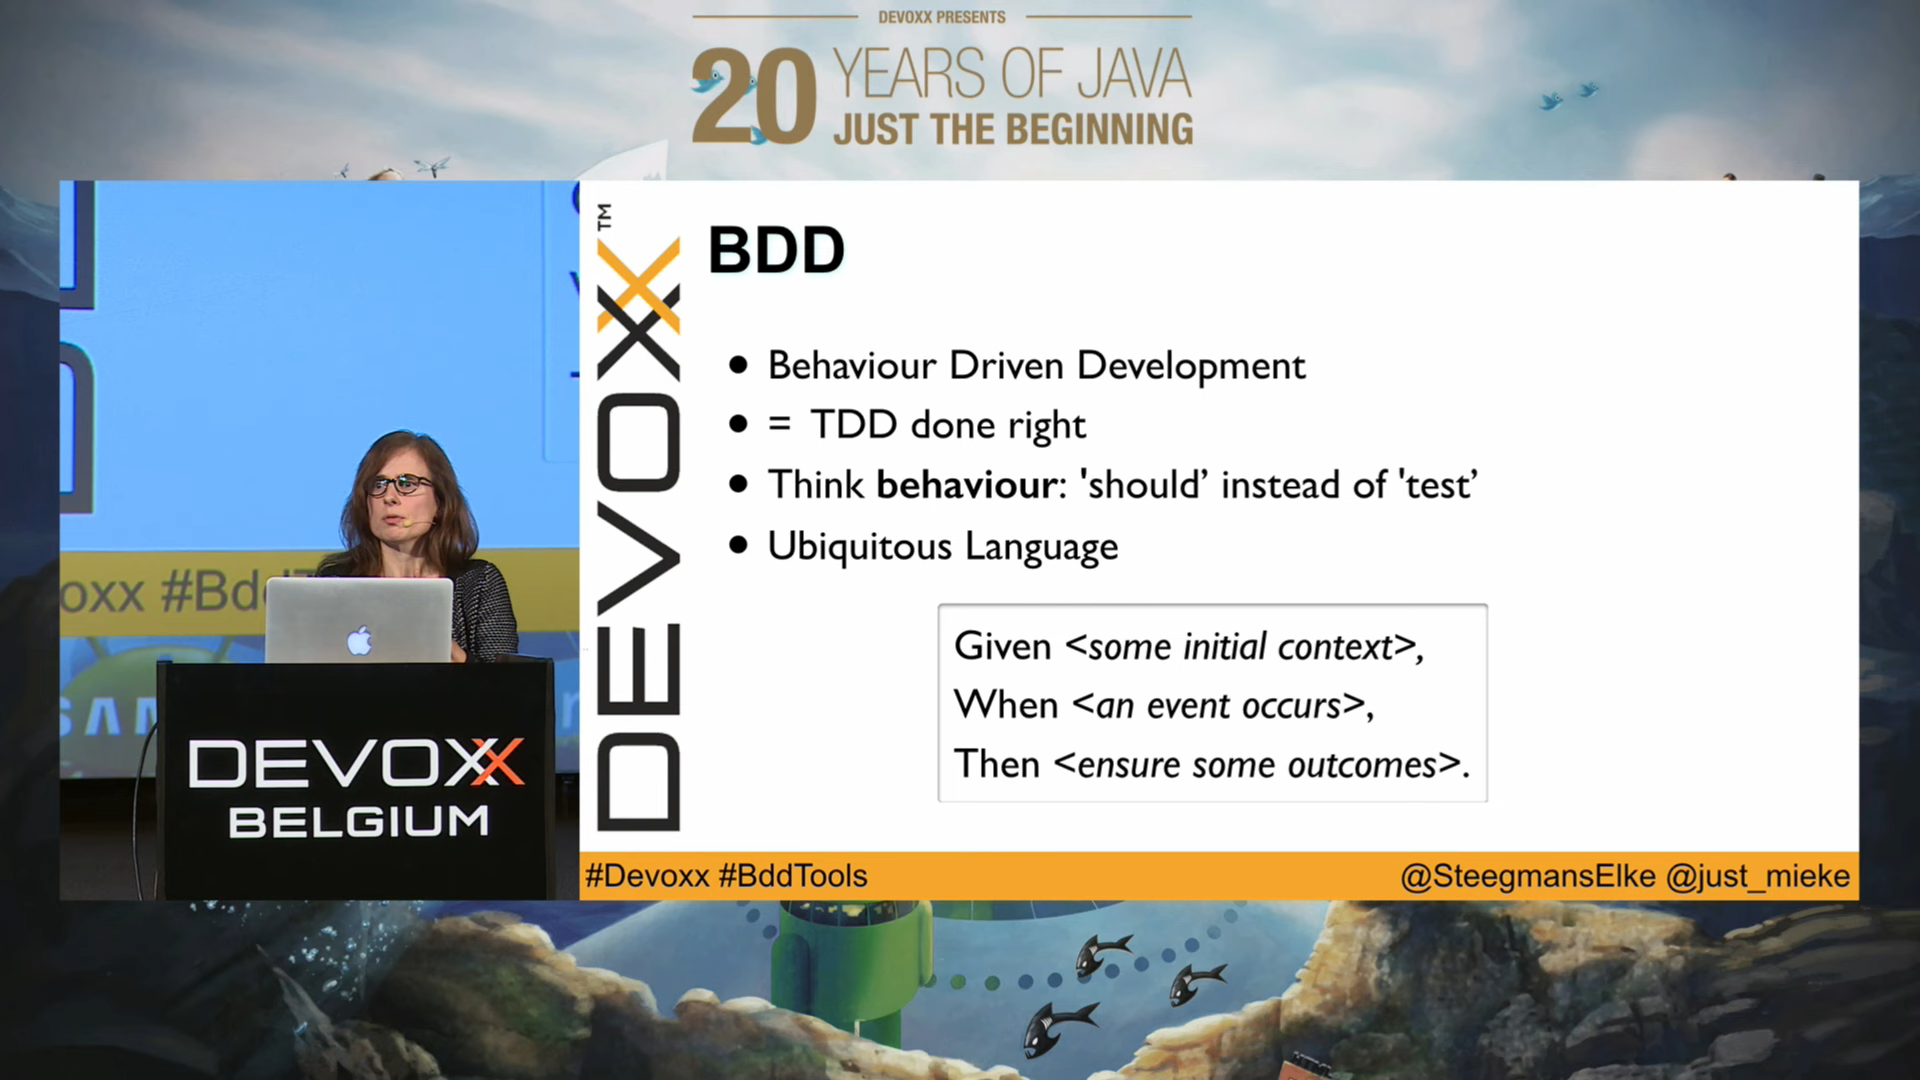 DEVOXX PRESENTS
20 YEARS OF JAVA
JUST THE BEGINNING
DEVOXX™
BDD
• Behaviour Driven Development
• = TDD done right
• Think behaviour: 'should’ instead of 'test’
• Ubiquitous Language
Given <some initial context>,
When <an event occurs>,
Then <ensure some outcomes>.
#Devoxx #BddTools
@SteegmansElke @just_mieke
DEVOXX
BELGIUM